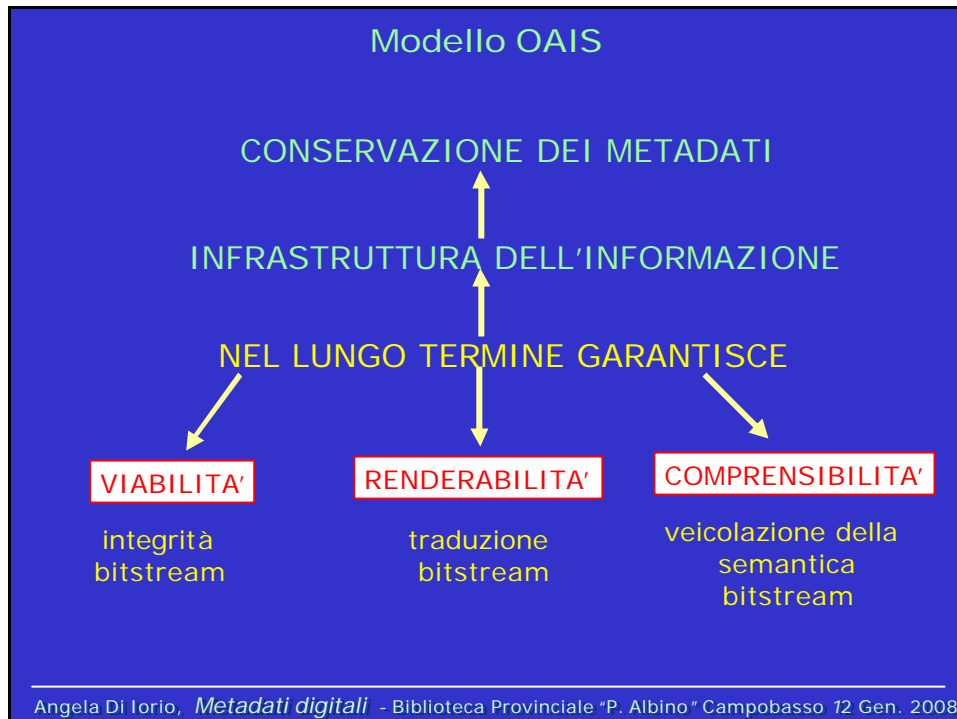 Modello OAIS
CONSERVAZIONE DEI METADATI
INFRASTRUTTURA DELL'INFORMAZIONE
NEL LUNGO TERMINE GARANTISCE
VIABILITA' RENDERABILITA' COMPRENSIBILITA'
integrità
bitstream
traduzione
bitstream
veicolazione della
semantica
bitstream
Angela Di Iorio, Metadati digitali - Biblioteca Provinciale “P. Albino” Campobasso 12 Gen. 2008